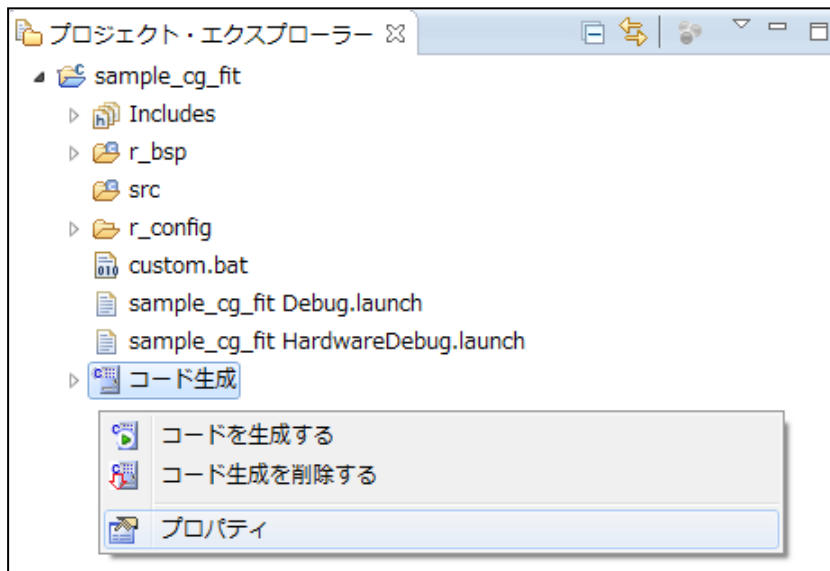 プロジェクト・エクスプローラー
sample_cg_fit
Includes
r_bsp
src
r_config
custom.bat
sample_cg_fit Debug.launch
sample_cg_fit HardwareDebug.launch
コード生成
コードを生成する
コード生成を削除する
プロパティ